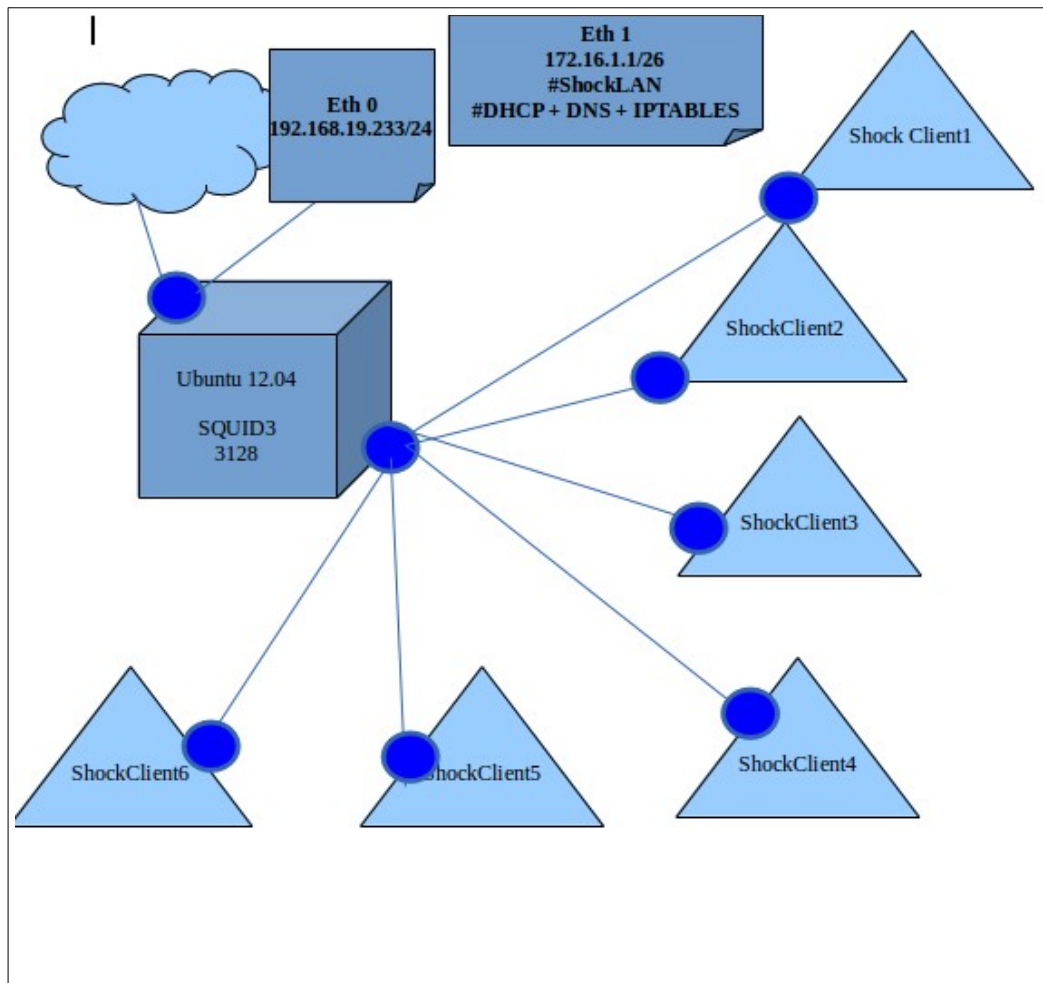 Eth 0
192.168.19.233/24
Eth 1
172.16.1.1/26
#ShockLAN
#DHCP + DNS + IPTABLES
Shock Client1
ShockClient2
Ubuntu 12.04
SQUID3
3128
ShockClient3
ShockClient4
ShockClient5
ShockClient6